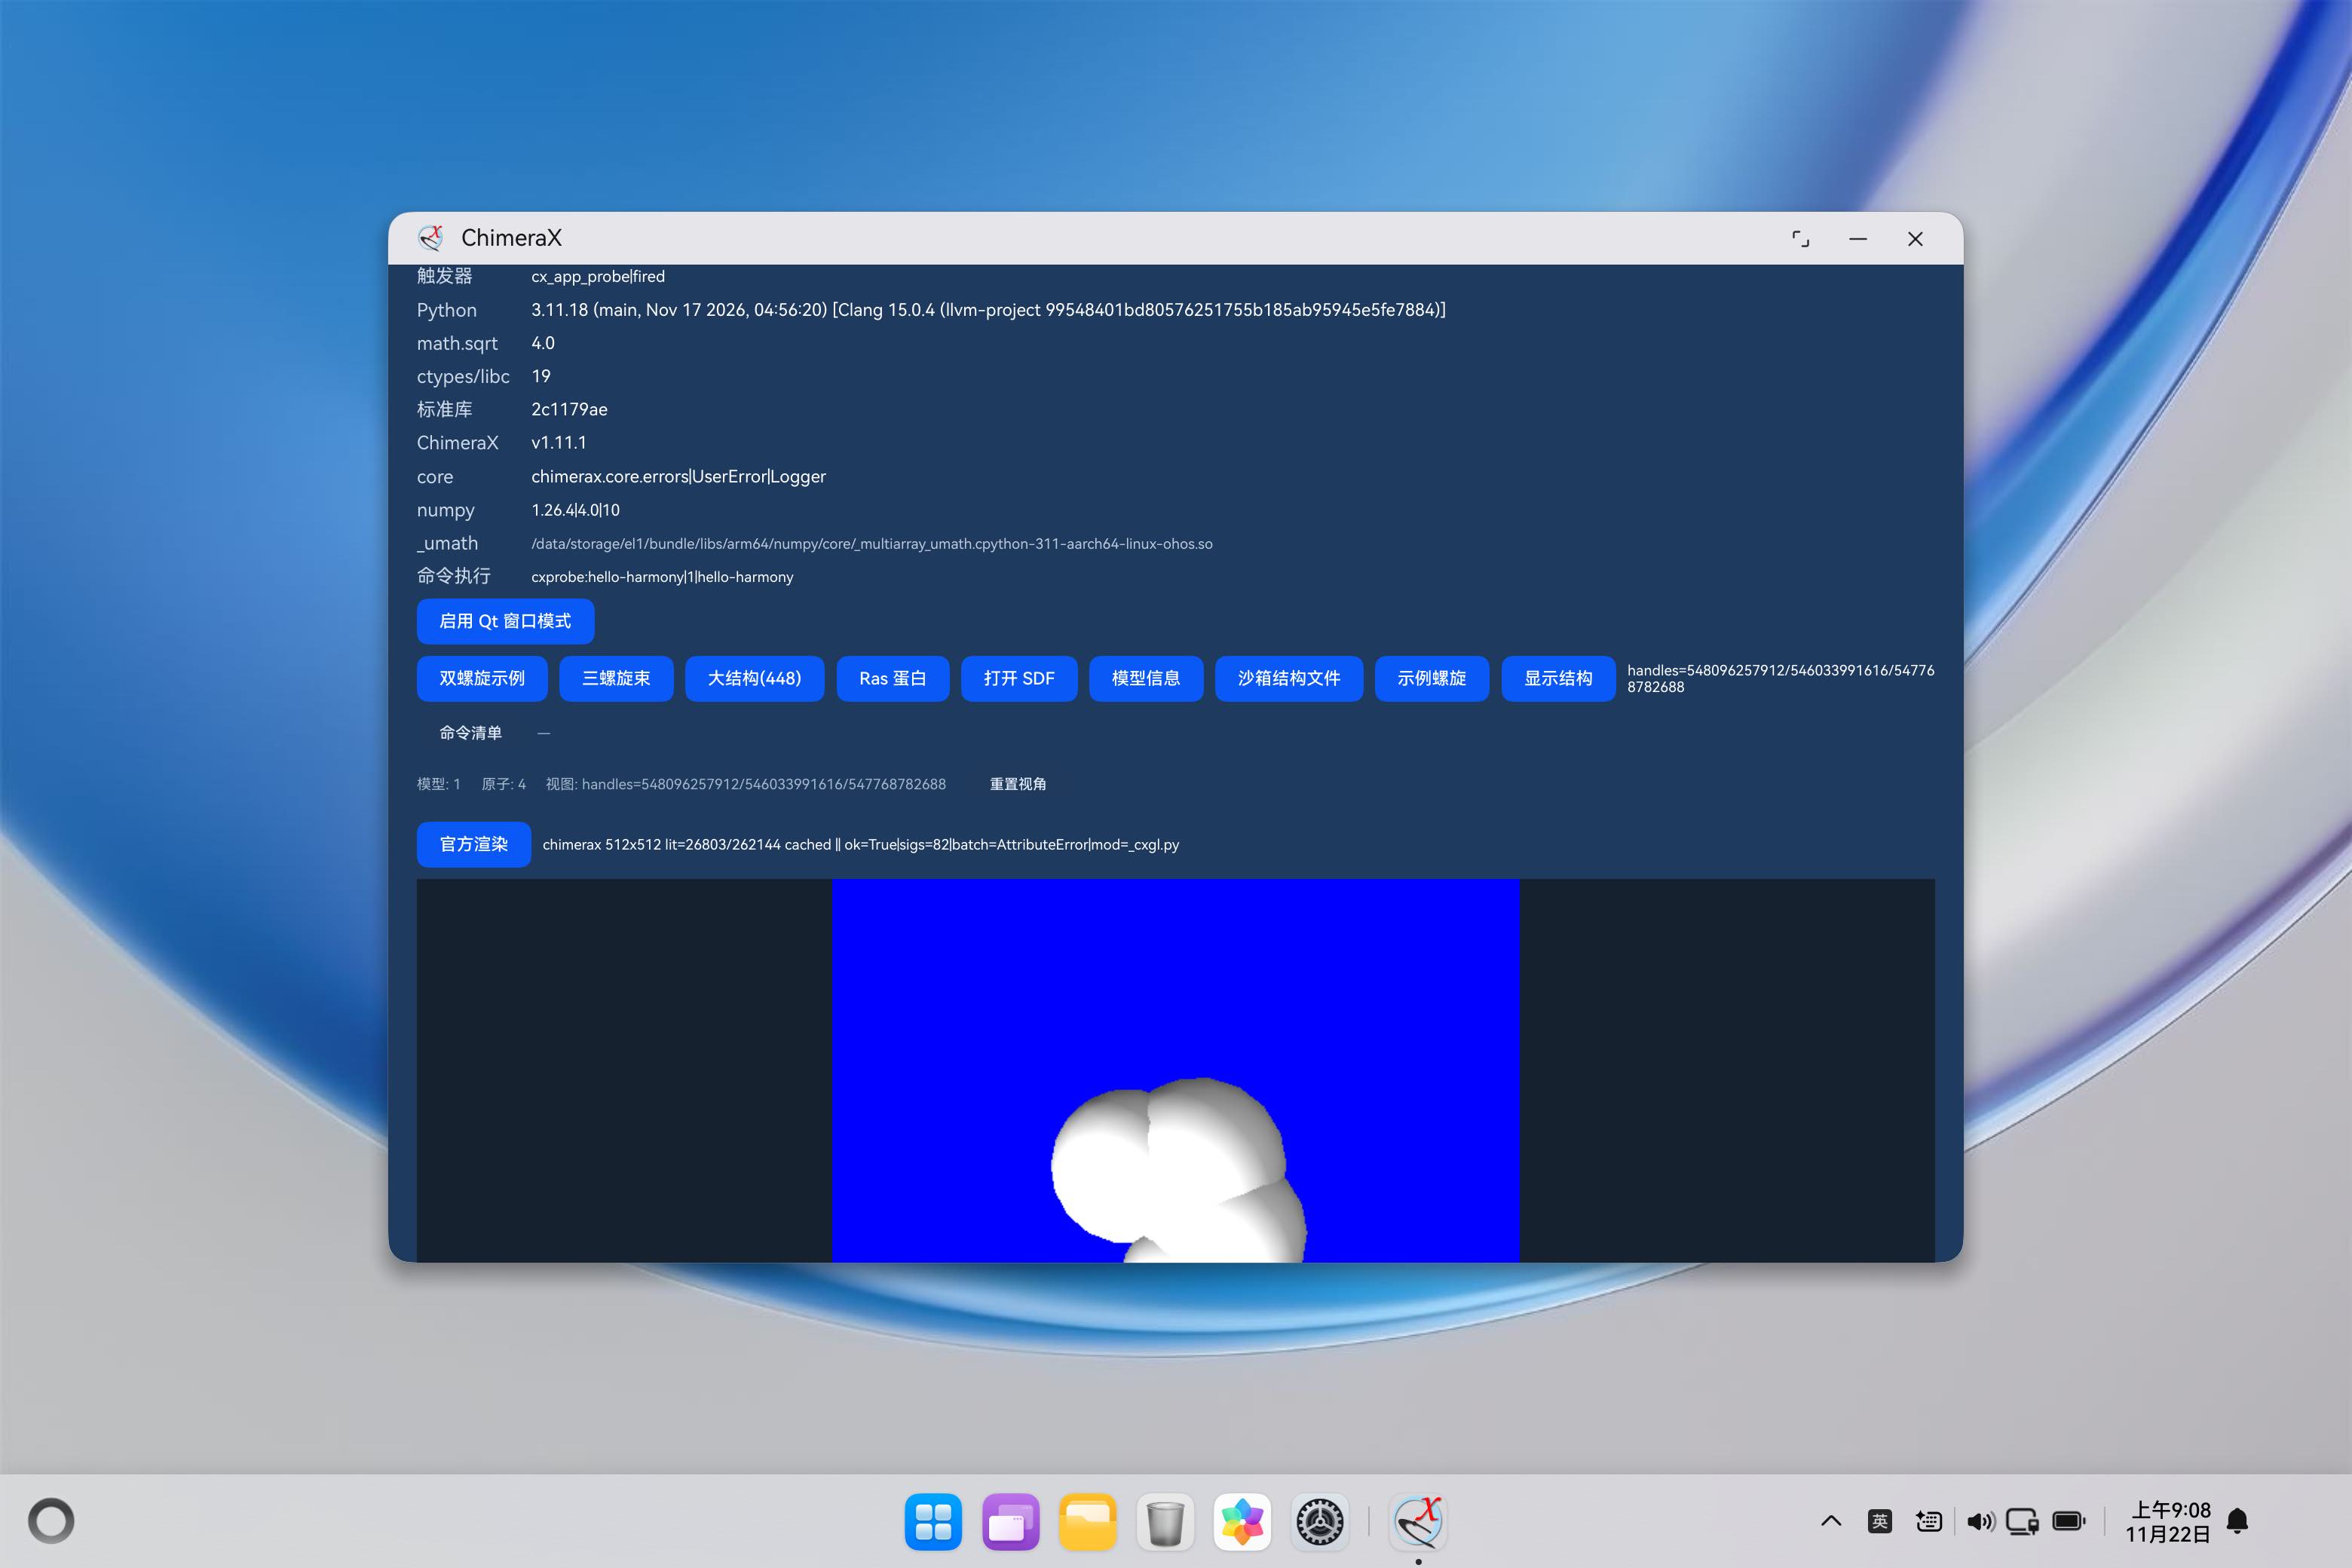 ChimeraX
触发器 cx_app_probe|fired
Python 3.11.18 (main, Nov 17 2026, 04:56:20) [Clang 15.0.4 (llvm-project 99548401bd80576251755b185ab95945e5fe7884)]
math.sqrt 4.0
ctypes/libc 19
标准库 2c1179ae
ChimeraX v1.11.1
core chimerax.core.errors|UserError|Logger
numpy 1.26.4|4.0|10
_umath /data/storage/el1/bundle/libs/arm64/numpy/core/_multiarray_umath.cpython-311-aarch64-linux-ohos.so
命令执行 cxprobe:hello-harmony|1|hello-harmony
启用 Qt 窗口模式
双螺旋示例 三螺旋束 大结构(448) Ras 蛋白 打开 SDF 模型信息 沙箱结构文件 示例螺旋 显示结构 handles=548096257912/546033991616/54776
8782688
命令清单 —
模型: 1 原子: 4 视图: handles=548096257912/546033991616/547768782688 重置视角
官方渲染 chimerax 512x512 lit=26803/262144 cached || ok=True|sigs=82|batch=AttributeError|mod=_cxgl.py
英
上午9:08
11月22日